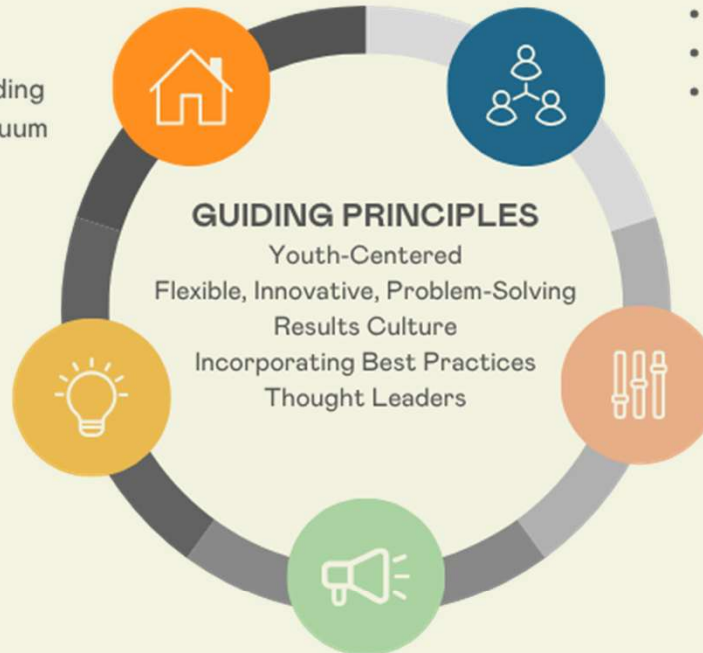 GUIDING PRINCIPLES
Youth-Centered
Flexible, Innovative, Problem-Solving
Results Culture
Incorporating Best Practices
Thought Leaders